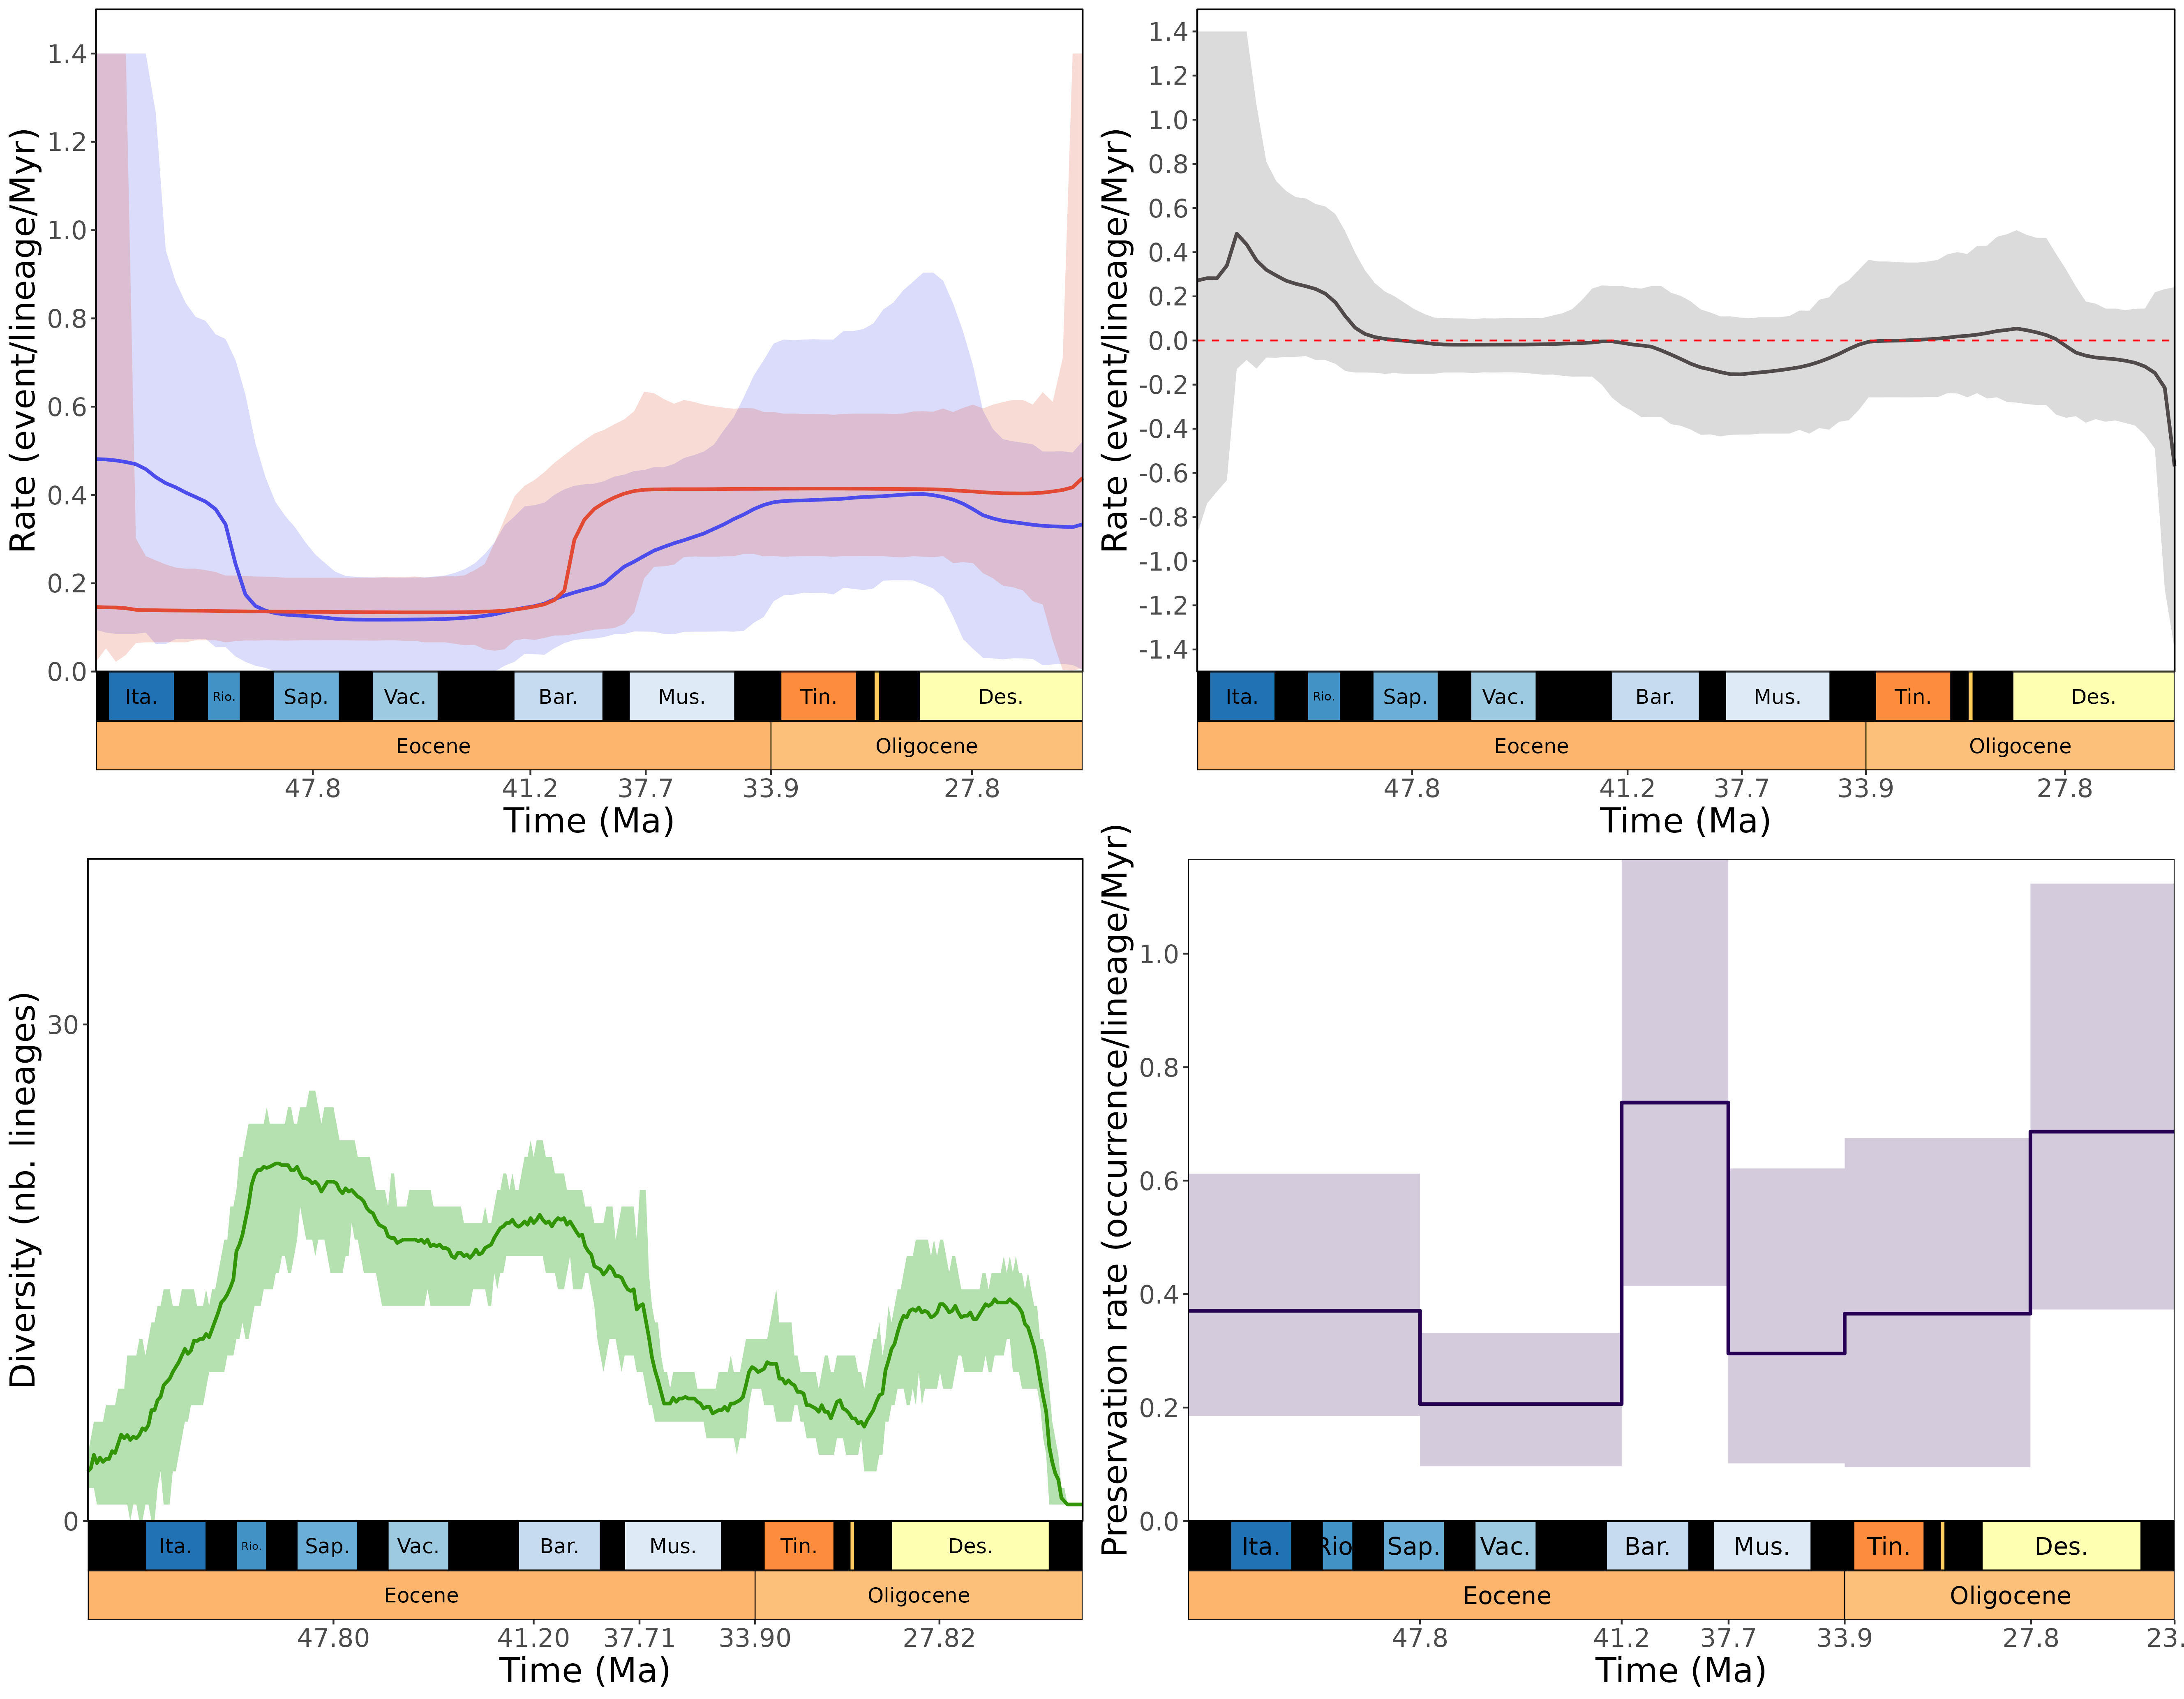 Rate (event/lineage/Myr)
1.4
1.2
1.0
0.8
0.6
0.4
0.2
0.0
Ita. Rio. Sap. Vac. Bar. Mus. Tin. Des.
Eocene Oligocene
47.8 41.2 37.7 33.9 27.8
Time (Ma)
Rate (event/lineage/Myr)
1.4
1.2
1.0
0.8
0.6
0.4
0.2
0.0
-0.2
-0.4
-0.6
-0.8
-1.0
-1.2
-1.4
Ita. Rio. Sap. Vac. Bar. Mus. Tin. Des.
Eocene Oligocene
47.8 41.2 37.7 33.9 27.8
Time (Ma)
Diversity (nb. lineages)
30
0
Ita. Rio. Sap. Vac. Bar. Mus. Tin. Des.
Eocene Oligocene
47.80 41.20 37.71 33.90 27.82
Time (Ma)
Preservation rate (occurrence/lineage/Myr)
1.0
0.8
0.6
0.4
0.2
0.0
Ita. Rio Sap. Vac. Bar. Mus. Tin. Des.
Eocene Oligocene
47.8 41.2 37.7 33.9 27.8 23.
Time (Ma)